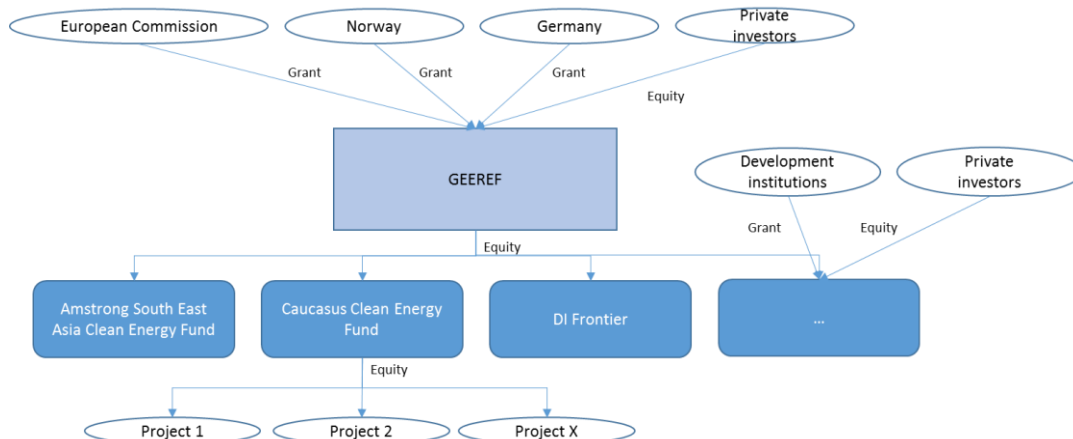 European Commission
Norway
Germany
Private
investors
Grant
Grant
Grant
Equity
GEEREF
Development
institutions
Private
investors
Grant
Equity
Equity
Amstrong South East
Asia Clean Energy Fund
Caucasus Clean Energy
Fund
DI Frontier
...
Equity
Project 1
Project 2
Project X